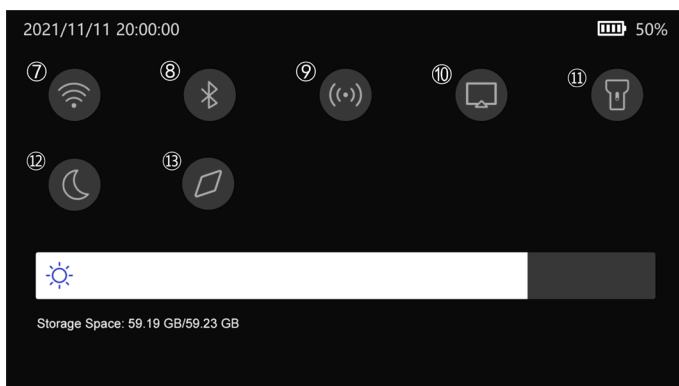 2021/11/11 20:00:00 50%
⑦ ⑧ ⑨ ⑩ ⑪
⑫ ⑬
Storage Space: 59.19 GB/59.23 GB